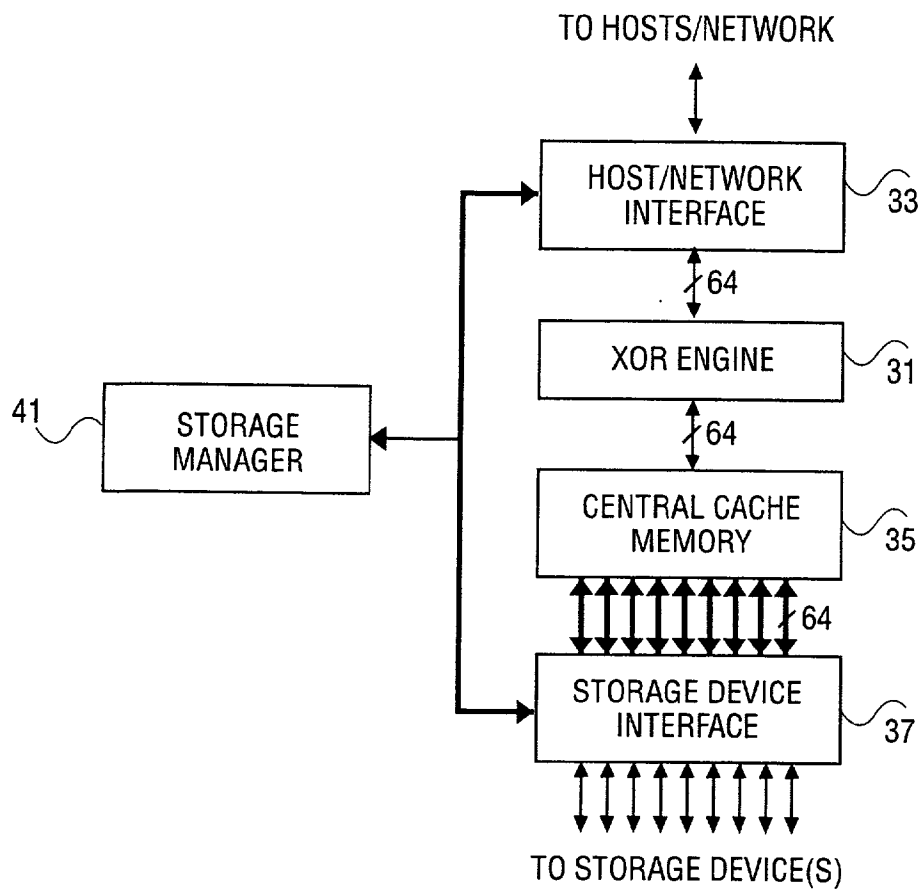 TO HOSTS/NETWORK
HOST/NETWORK
INTERFACE
33
64
XOR ENGINE
31
64
41
STORAGE
MANAGER
CENTRAL CACHE
MEMORY
35
64
STORAGE DEVICE
INTERFACE
37
TO STORAGE DEVICE(S)